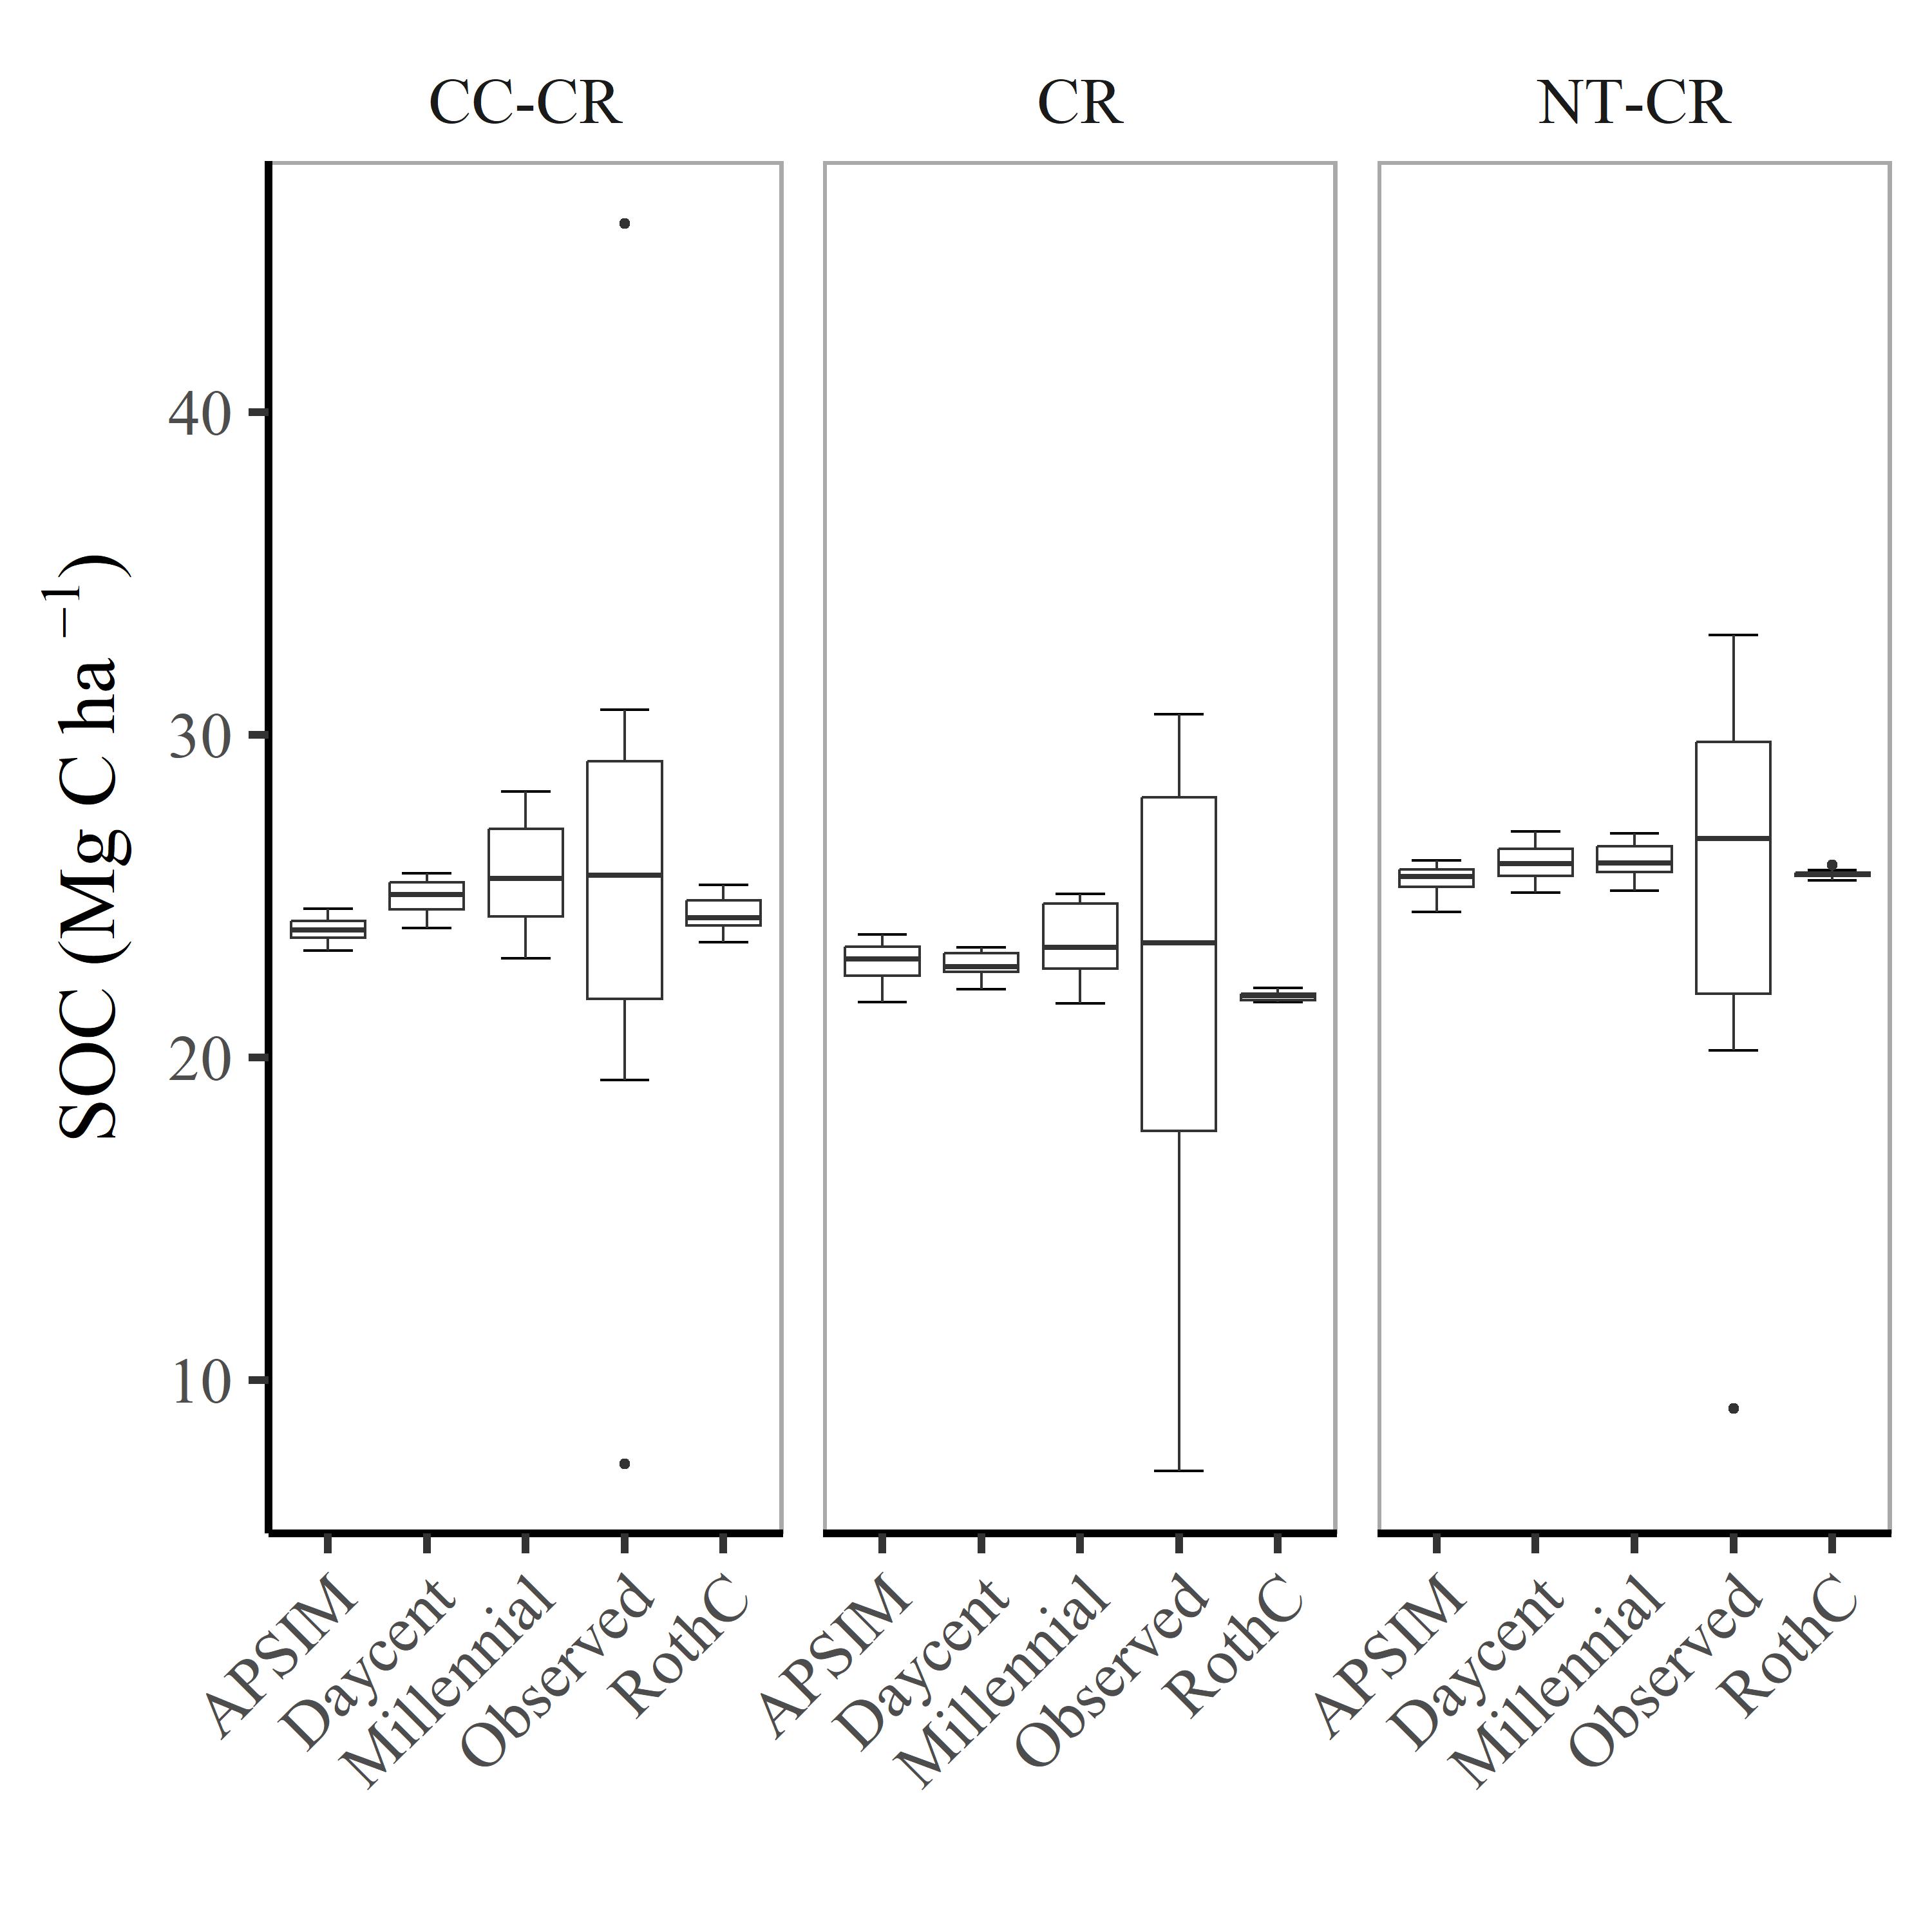 CC-CR
CR
NT-CR
SOC (Mg C ha⁻¹)
40
30
20
10
APSIM
Daycent
Millennial
Observed
RothC
APSIM
Daycent
Millennial
Observed
RothC
APSIM
Daycent
Millennial
Observed
RothC